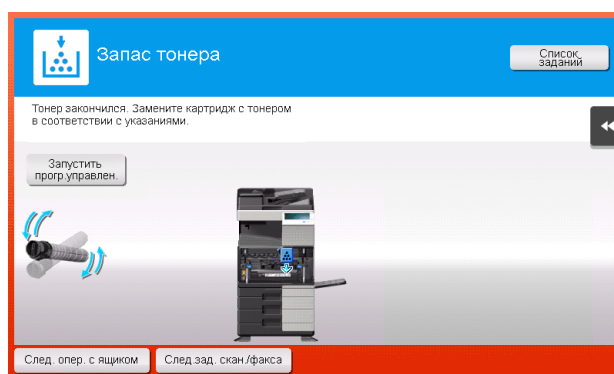 Запас тонера
Список
заданий
Тонер закончился. Замените картридж с тонером
в соответствии с указаниями.
Запустить
прогр.управлен.
След. опер. с ящиком
След.зад. скан./факса